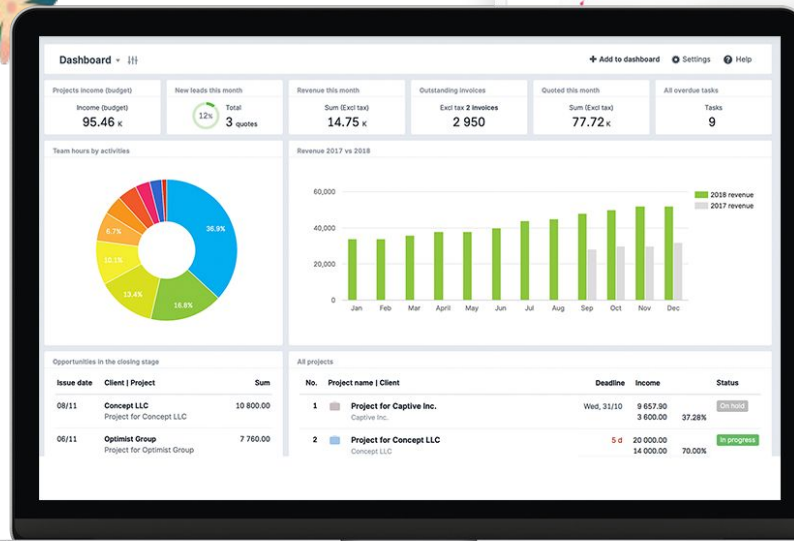 Dashboard
+ Add to dashboard Settings Help
Projects income (budget)
Income (budget)
95.46 K
New leads this month
12%
Total
3 quotes
Revenue this month
Sum (Excl tax)
14.75 K
Outstanding invoices
Excl tax 2 invoices
2 950
Quoted this month
Sum (Excl tax)
77.72 K
All overdue tasks
Tasks
9
Team hours by activities
36.9%
16.8%
13.4%
10.1%
6.7%
Revenue 2017 vs 2018
60,000
40,000
20,000
0
Jan Feb Mar April May Jun Jul Aug Sep Oct Nov Dec
2018 revenue
2017 revenue
Opportunities in the closing stage
Issue date Client | Project Sum
08/11 Concept LLC 10 800.00
Project for Concept LLC
06/11 Optimist Group 7 760.00
Project for Optimist Group
All projects
No. Project name | Client Deadline Income Status
1 Project for Captive Inc. Wed, 31/10 9 657.90 On hold
Captive Inc. 3 600.00 37.28%
2 Project for Concept LLC 5 d 20 000.00 In progress
Concept LLC 14 000.00 70.00%